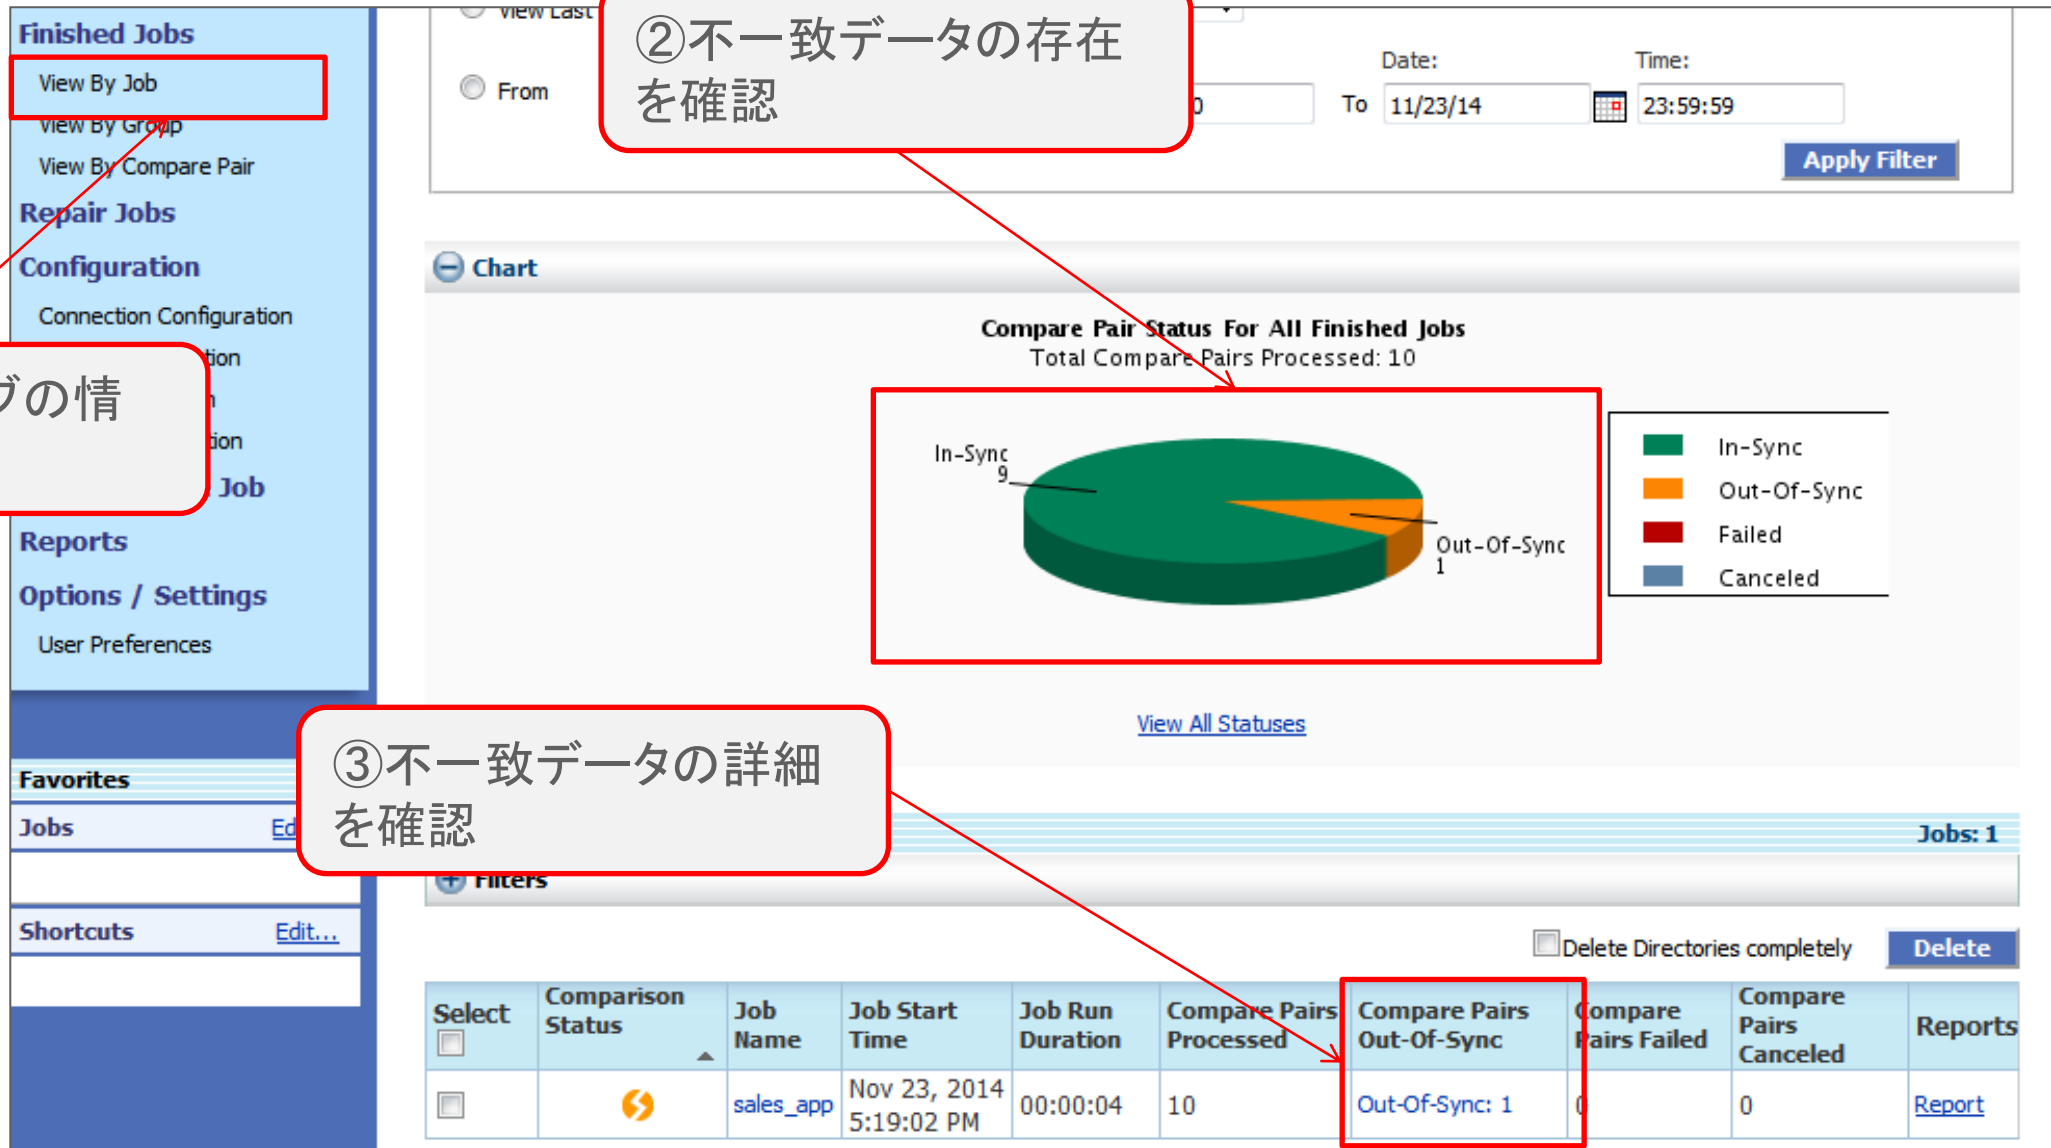 Finished Jobs
View By Job
View By Group
View By Compare Pair
Repair Jobs
Configuration
Connection Configuration
tion
ion
Job
Reports
Options / Settings
User Preferences
ブの情
Favorites
Jobs
Shortcuts Edit...
View Last
From
②不一致データの存在
を確認
Date: Time:
To 11/23/14 23:59:59
Apply Filter
Chart
Compare Pair Status For All Finished Jobs
Total Compare Pairs Processed: 10
In-Sync
9
Out-Of-Sync
1
In-Sync
Out-Of-Sync
Failed
Canceled
View All Statuses
③不一致データの詳細
を確認
Jobs: 1
Filters
Delete Directories completely Delete
Select Comparison Status Job Name Job Start Time Job Run Duration Compare Pairs Processed Compare Pairs Out-Of-Sync Compare Pairs Failed Compare Pairs Canceled Reports
sales_app Nov 23, 2014 5:19:02 PM 00:00:04 10 Out-Of-Sync: 1 0 0 Report